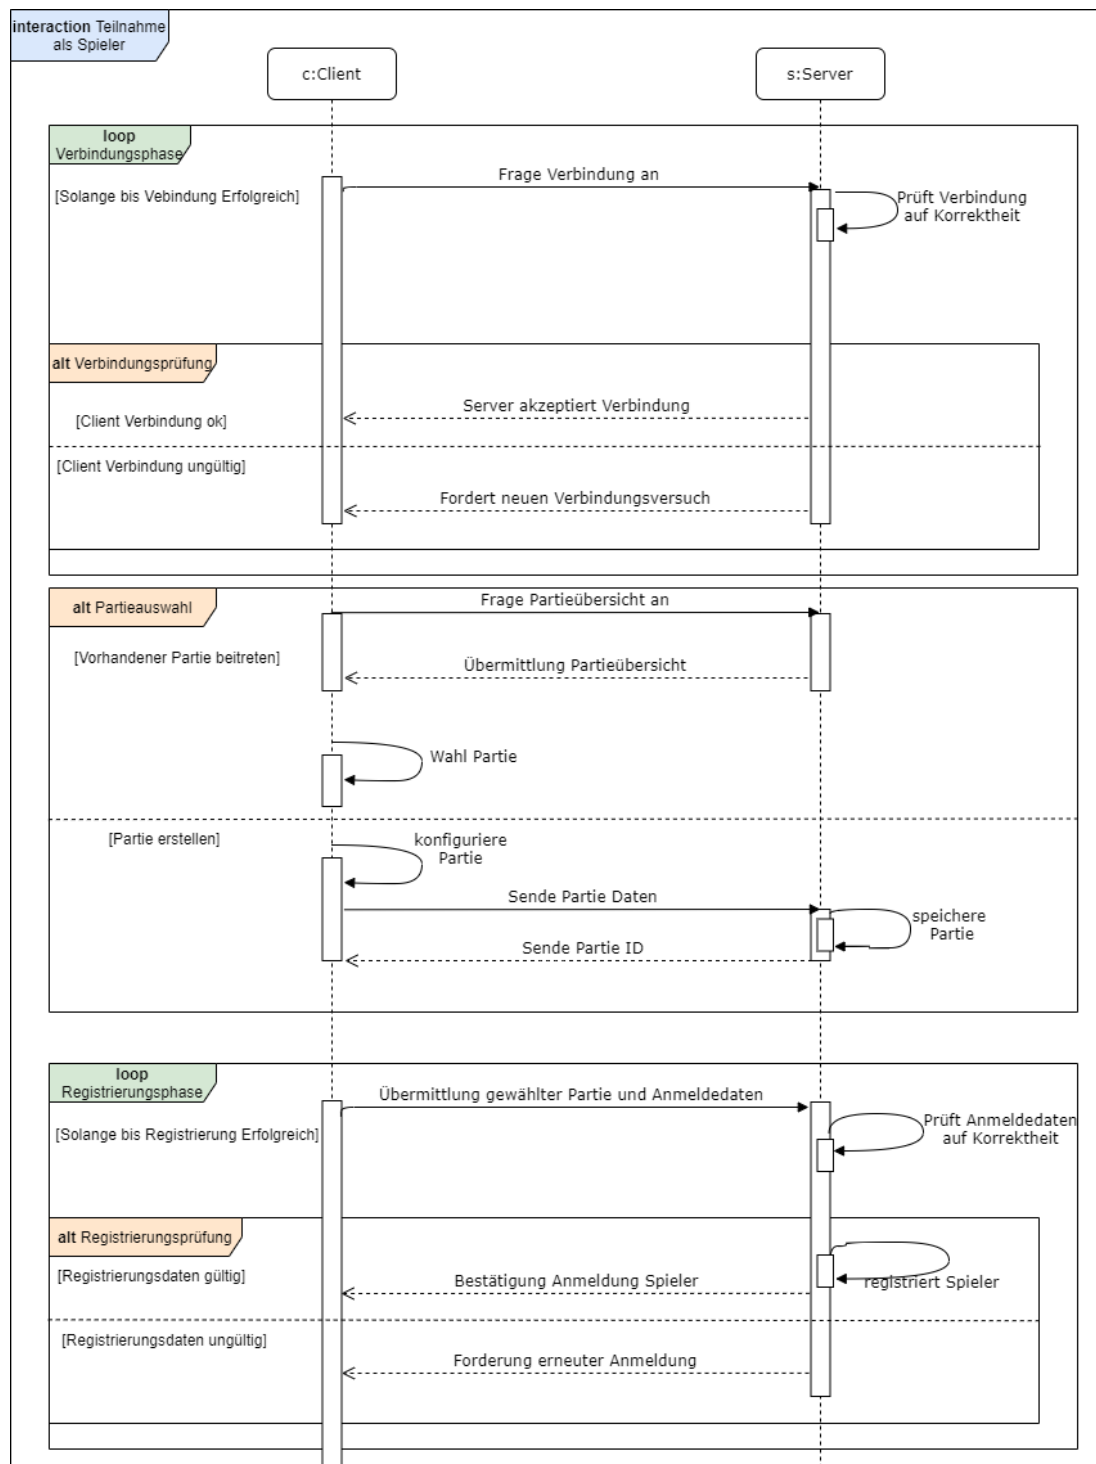 interaction Teilnahme
als Spieler
c:Client
s:Server
loop
Verbindungsphase
Frage Verbindung an
[Solange bis Vebindung Erfolgreich]
Prüft Verbindung
auf Korrektheit
alt Verbindungsprüfung
Server akzeptiert Verbindung
[Client Verbindung ok]
[Client Verbindung ungültig]
Fordert neuen Verbindungsversuch
alt Partieauswahl
Frage Partieübersicht an
[Vorhandener Partie beitreten]
Übermittlung Partieübersicht
Wahl Partie
[Partie erstellen]
konfiguriere
Partie
Sende Partie Daten
speichere
Partie
Sende Partie ID
loop
Registrierungsphase
Übermittlung gewählter Partie und Anmeldedaten
[Solange bis Registrierung Erfolgreich]
Prüft Anmeldedaten
auf Korrektheit
alt Registrierungsprüfung
[Registrierungsdaten gültig]
Bestätigung Anmeldung Spieler
registriert Spieler
[Registrierungsdaten ungültig]
Forderung erneuter Anmeldung